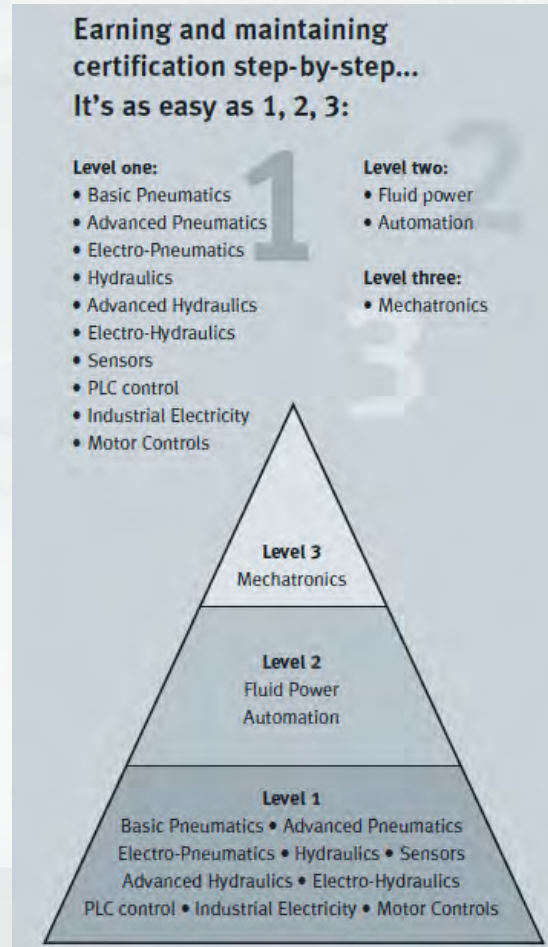 Earning and maintaining
certification step-by-step...
It's as easy as 1, 2, 3:
1
2
3
Level one:
• Basic Pneumatics
• Advanced Pneumatics
• Electro-Pneumatics
• Hydraulics
• Advanced Hydraulics
• Electro-Hydraulics
• Sensors
• PLC control
• Industrial Electricity
• Motor Controls
Level two:
• Fluid power
• Automation
Level three:
• Mechatronics
Level 3
Mechatronics
Level 2
Fluid Power
Automation
Level 1
Basic Pneumatics • Advanced Pneumatics
Electro-Pneumatics • Hydraulics • Sensors
Advanced Hydraulics • Electro-Hydraulics
PLC control • Industrial Electricity • Motor Controls